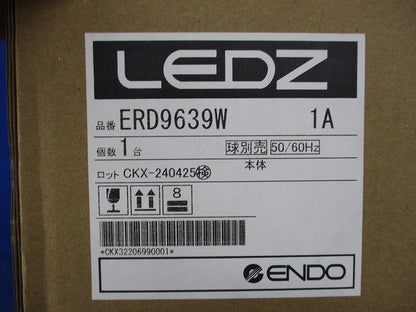 LEDZ
品番 ERD9639W 1A
個数 1台 球別売 50/60Hz
本体
ロット CKX-240425 検
8
*CKX32206990001*
ENDO